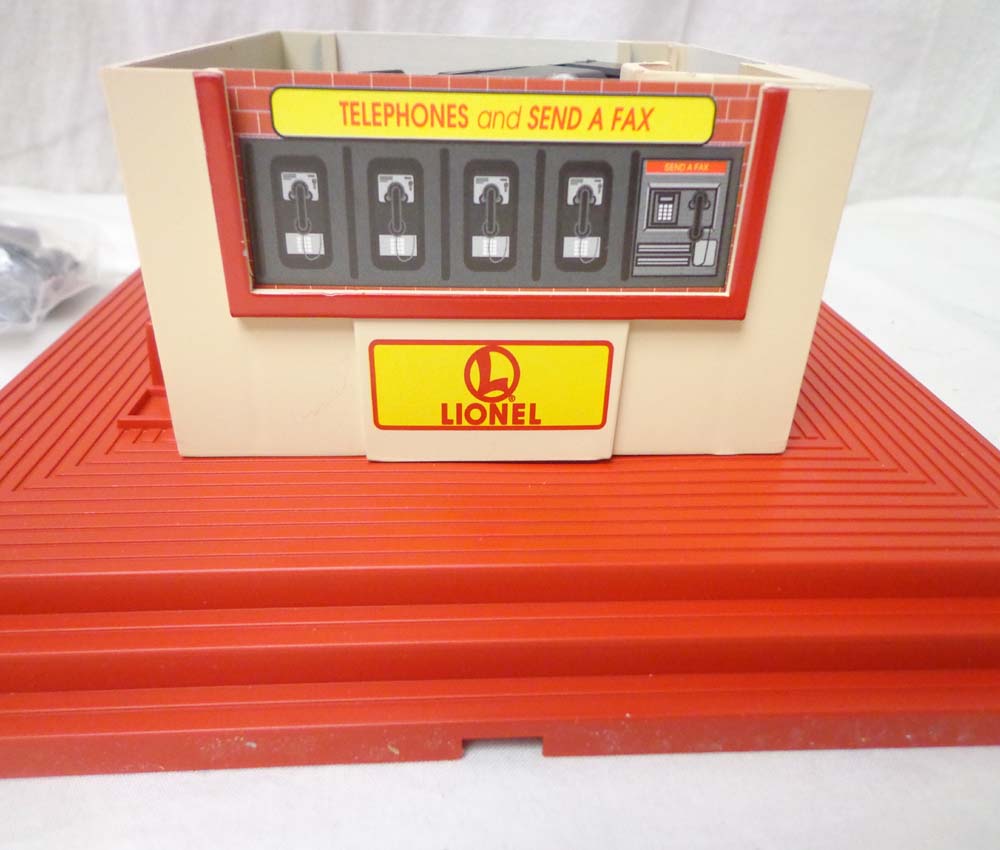 TELEPHONES and SEND A FAX
SEND A FAX
L
®
LIONEL